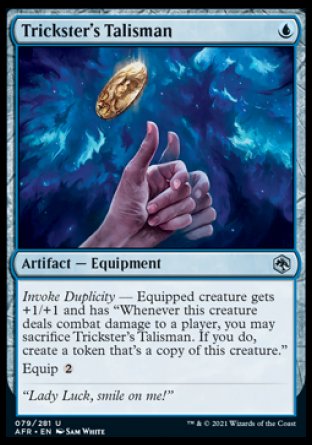 Trickster's Talisman
Artifact — Equipment
Invoke Duplicity — Equipped creature gets
+1/+1 and has "Whenever this creature
deals combat damage to a player, you may
sacrifice Trickster's Talisman. If you do,
create a token that's a copy of this creature."
Equip 2
"Lady Luck, smile on me!"
079/281 U
AFR • EN SAM WHITE
™ & © 2021 Wizards of the Coast